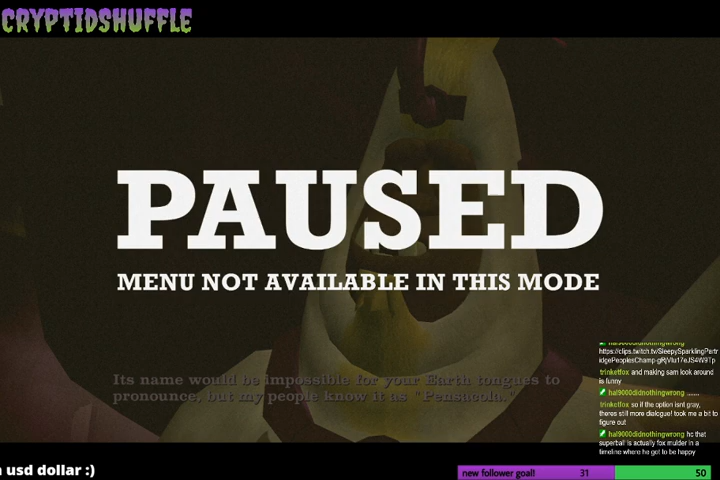 CRYPTIDSHUFFLE
PAUSED
MENU NOT AVAILABLE IN THIS MODE
Its name would be impossible for your Earth tongues to
pronounce, but my people know it as "Pensacola."
hal9000didnothingwrong
https://clips.twitch.tv/SleepySparklingPartr
idgePeoplesChamp-gRjVlu17eJS4W9Tp
trinketfox and making sam look around
is funny
hal9000didnothingwrong ......
trinketfox so if the option isnt gray,
theres still more dialogue! took me a bit to
figure out
hal9000didnothingwrong hc that
superball is actually fox mulder in a
timeline where he got to be happy
usd dollar :)
new follower goal! 31 50